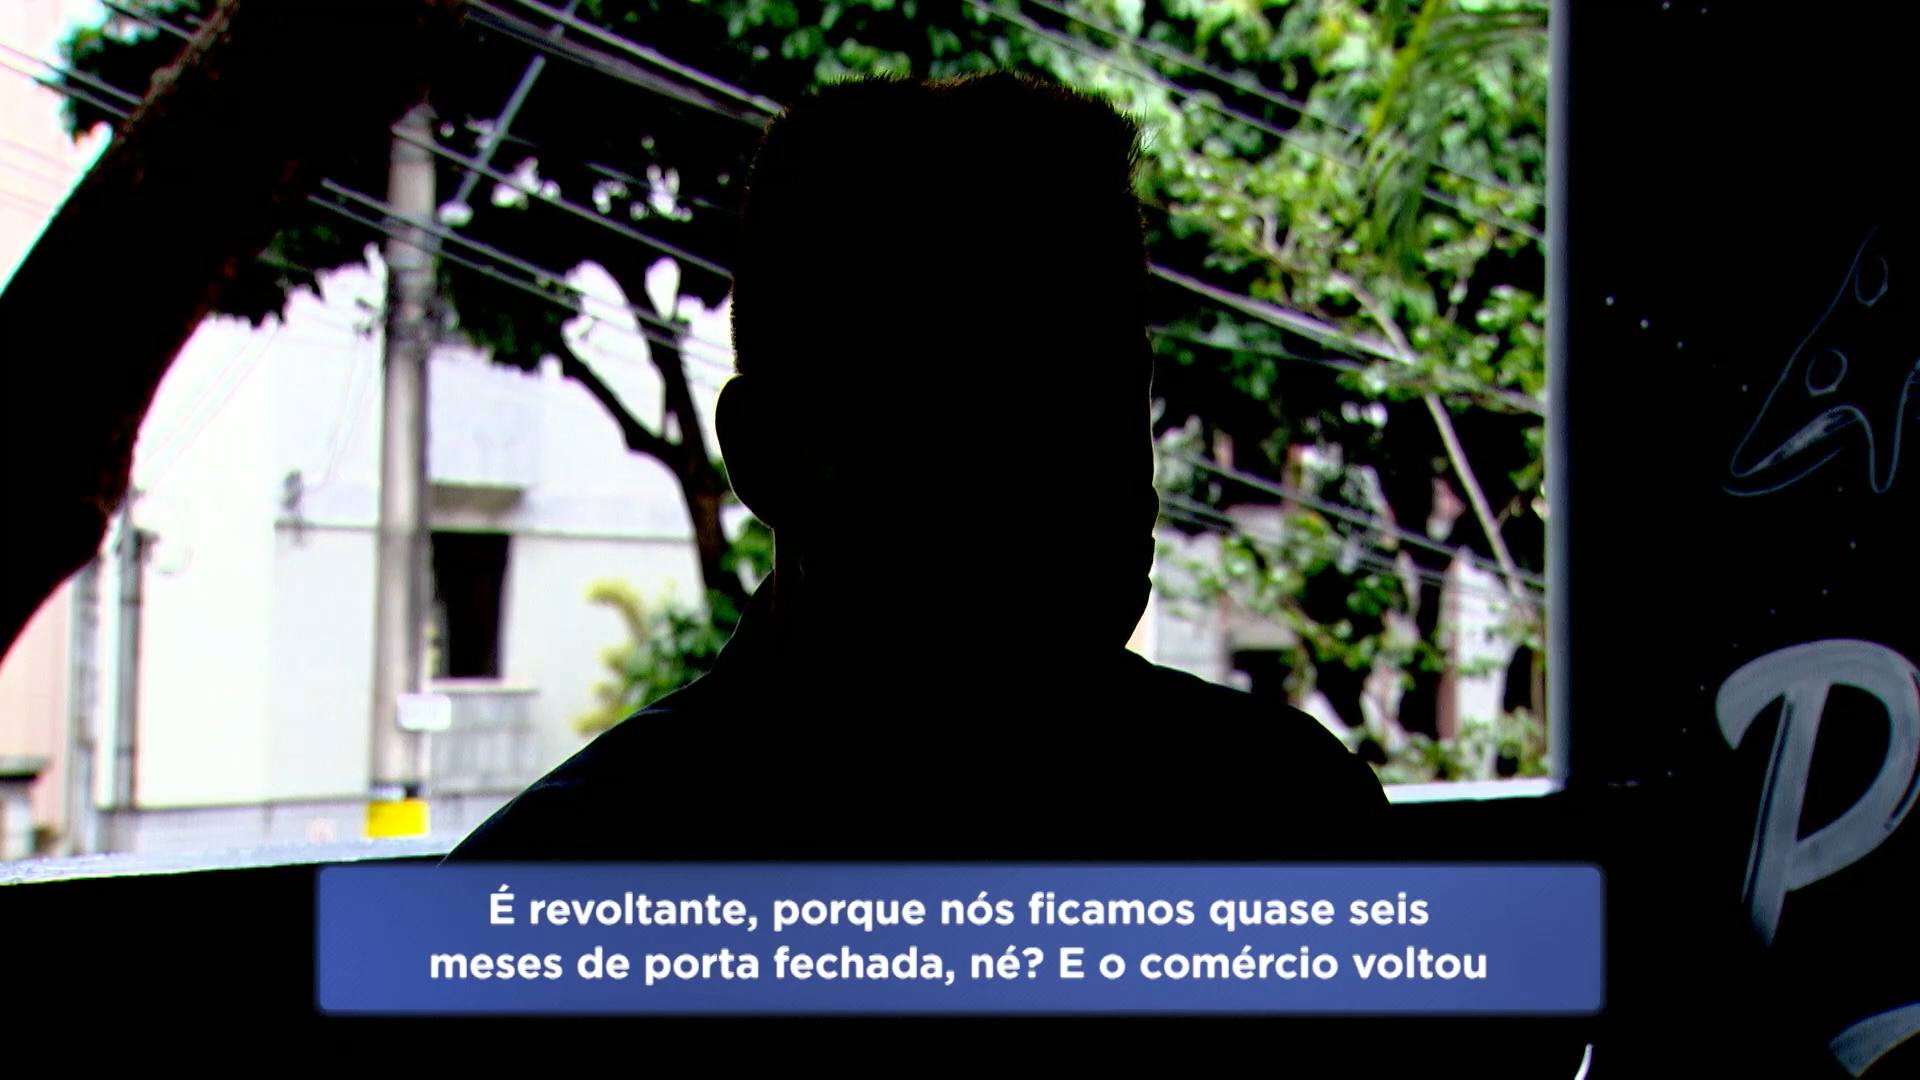 É revoltante, porque nós ficamos quase seis
meses de porta fechada, né? E o comércio voltou
P